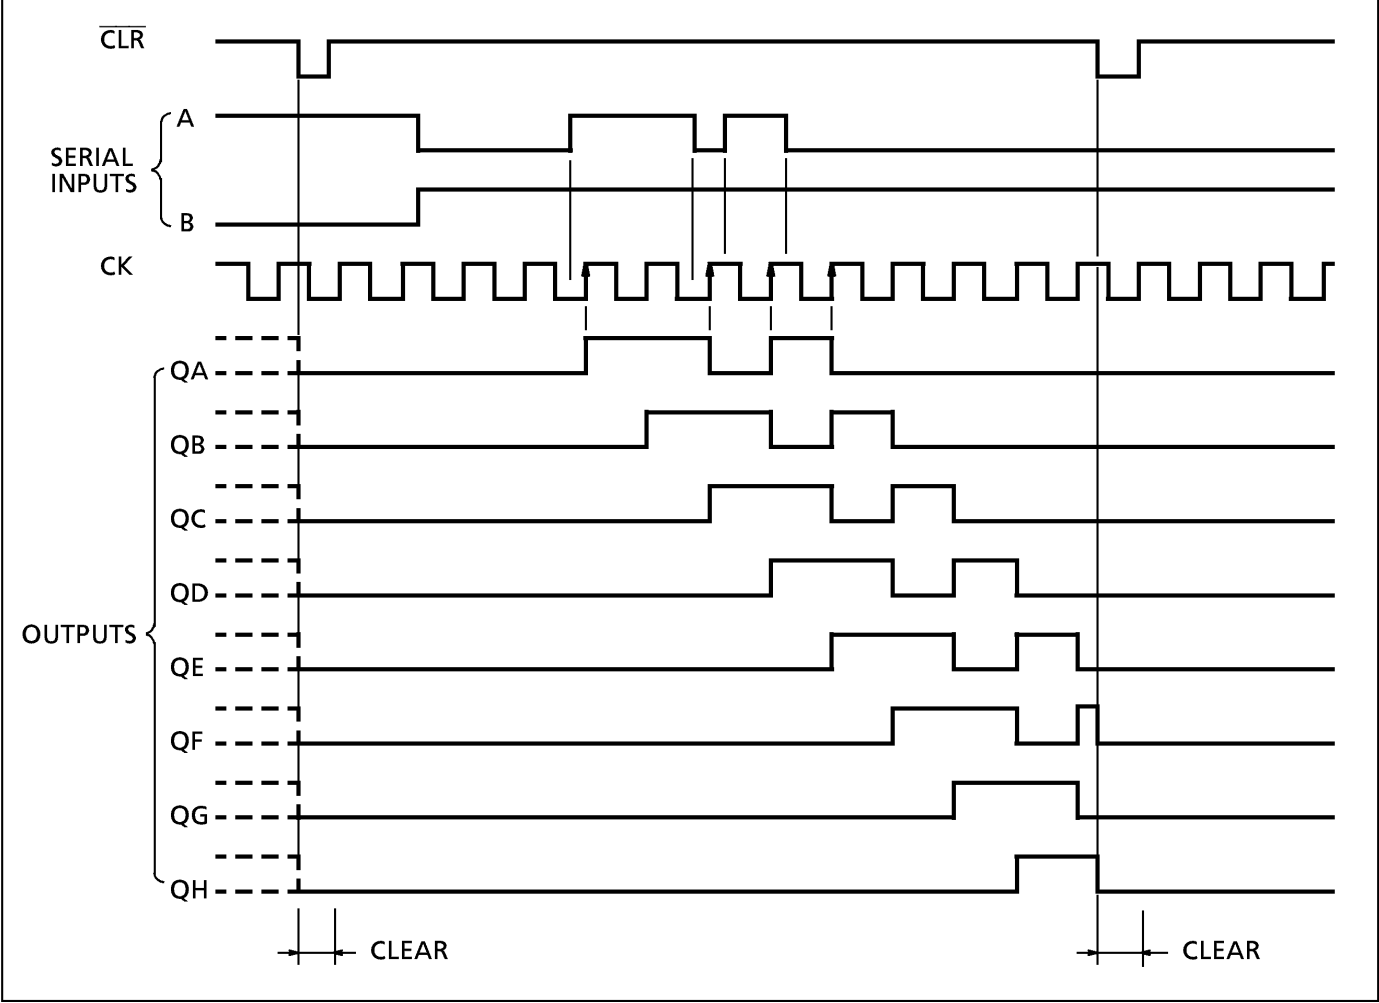 CLR
A
SERIAL
INPUTS
B
CK
QA
QB
QC
QD
OUTPUTS
QE
QF
QG
QH
CLEAR CLEAR